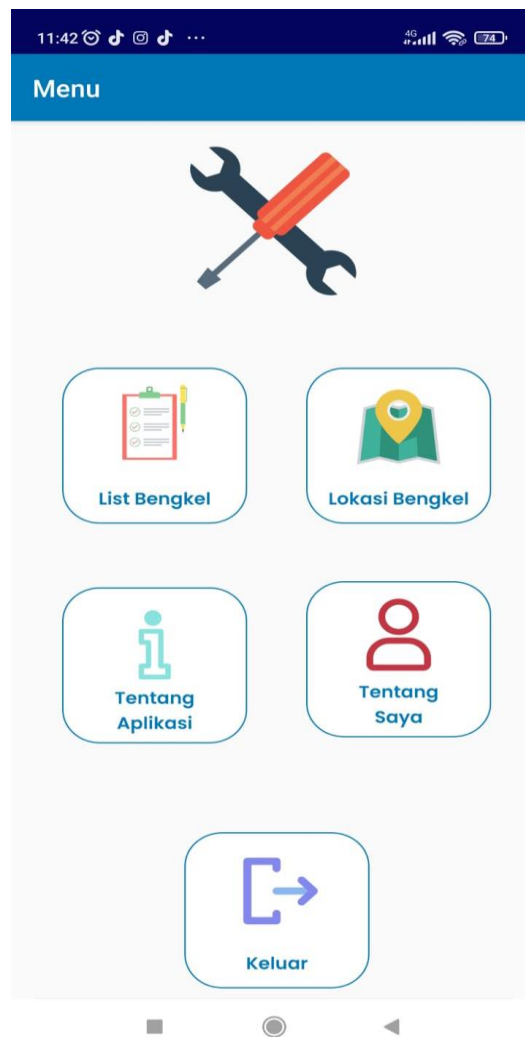 11:42
4G
74
Menu
List Bengkel
Lokasi Bengkel
Tentang
Aplikasi
Tentang
Saya
Keluar